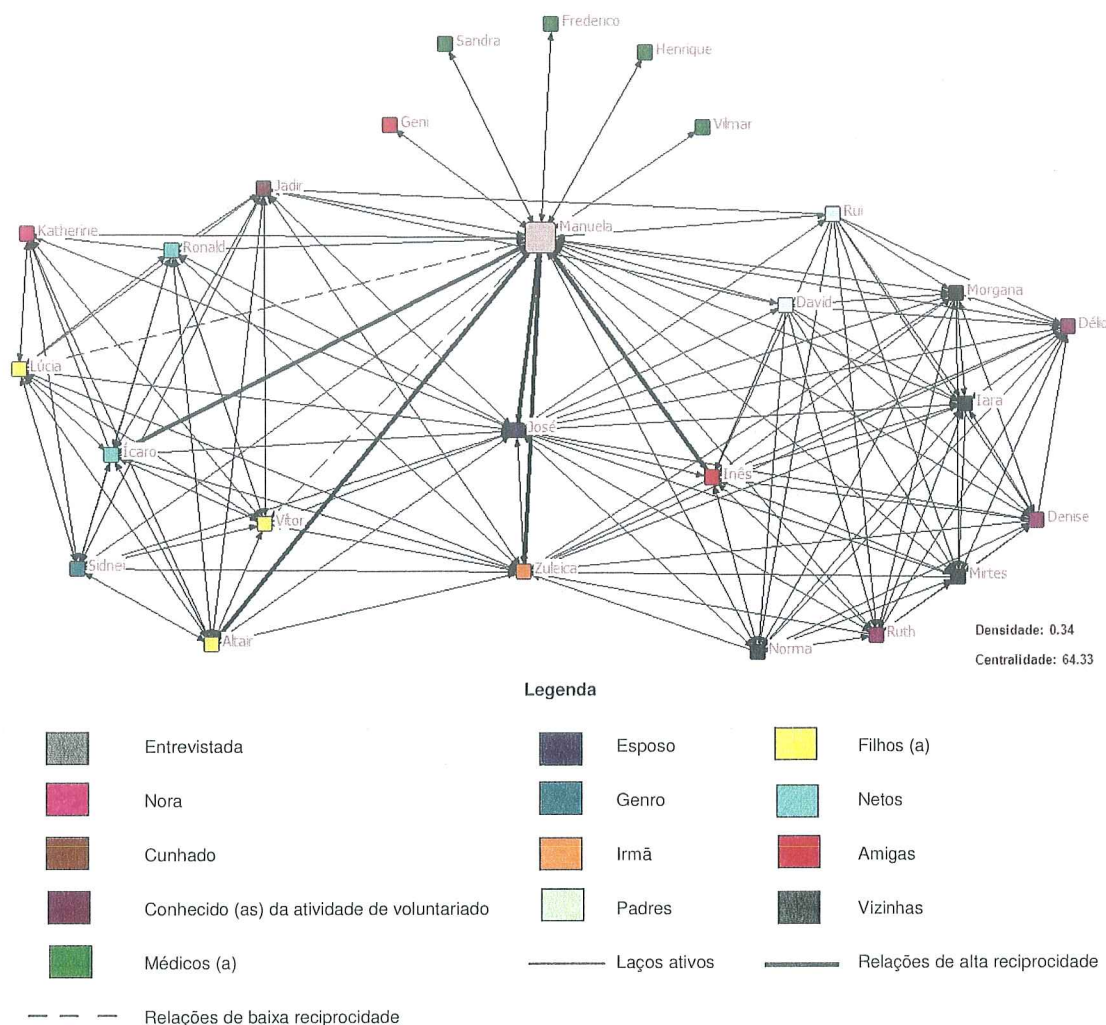 Frederico
Sandra
Henrique
Geni
Vilmar
Jadir
Rui
Katherine
Manuela
Ronald
Morgana
David
Délio
Lúcia
Iara
José
Ícaro
Inês
Vítor
Denise
Sidnei
Zuleica
Mirtes
Altair
Norma
Ruth
Densidade: 0.34
Centralidade: 64.33
Legenda
Entrevistada
Esposo
Filhos (a)
Nora
Genro
Netos
Cunhado
Irmã
Amigas
Conhecido (as) da atividade de voluntariado
Padres
Vizinhas
Médicos (a)
Laços ativos
Relações de alta reciprocidade
Relações de baixa reciprocidade